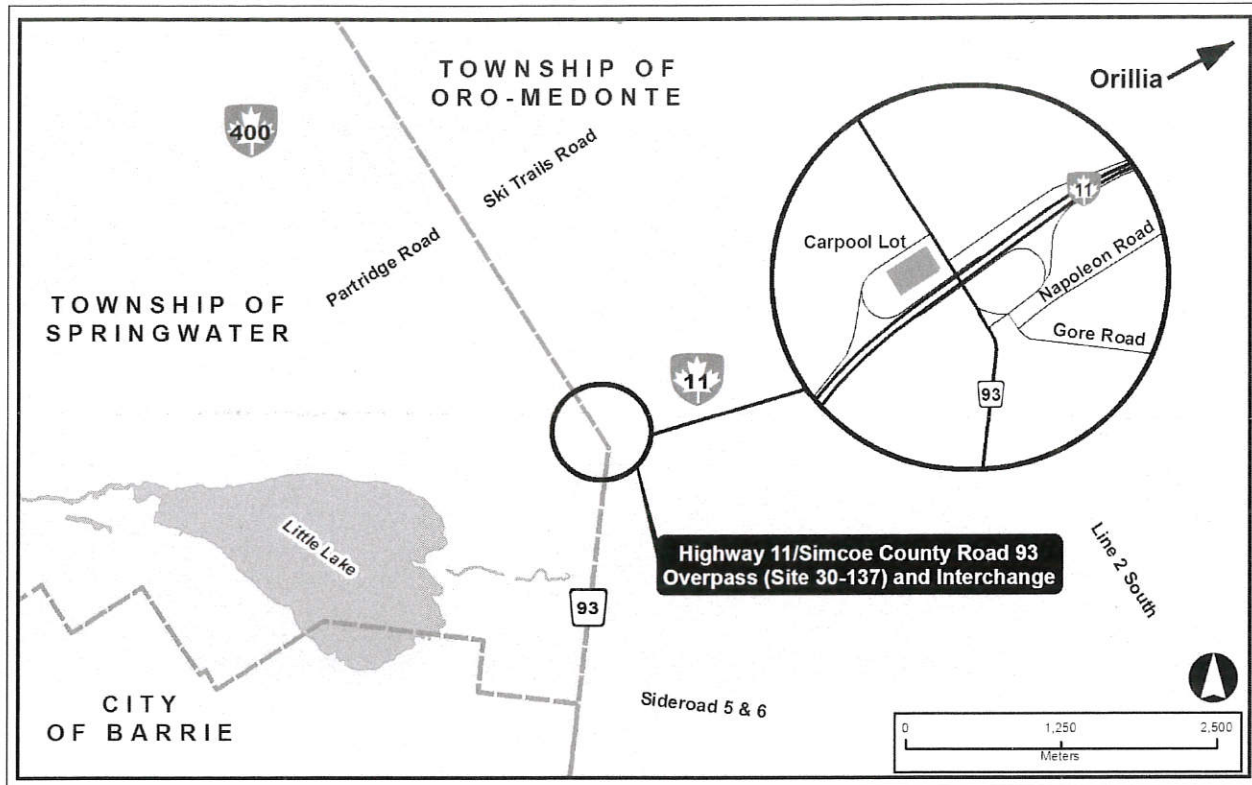 TOWNSHIP OF
ORO-MEDONTE
Orillia
400
Ski Trails Road
11
Carpool Lot
Napoleon Road
Partridge Road
TOWNSHIP OF
SPRINGWATER
Gore Road
11
93
Little Lake
Highway 11/Simcoe County Road 93
Overpass (Site 30-137) and Interchange
Line 2 South
93
CITY
OF BARRIE
Sideroad 5 & 6
0 1,250 2,500
Meters